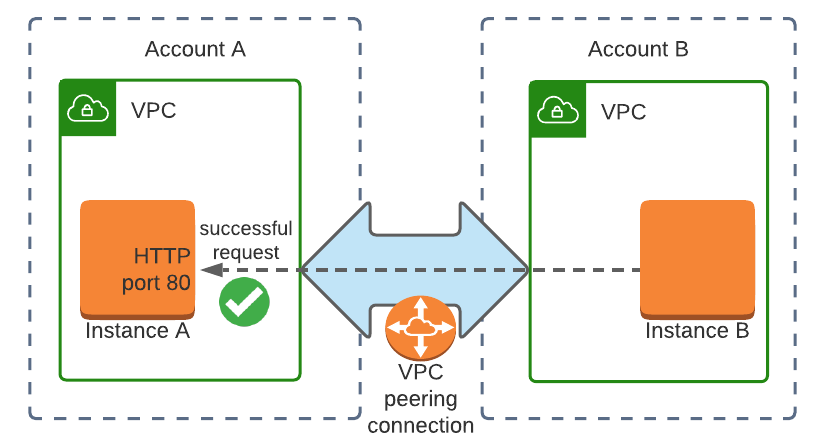 Account A
Account B
VPC
VPC
successful
request
HTTP
port 80
Instance A
Instance B
VPC
peering
connection